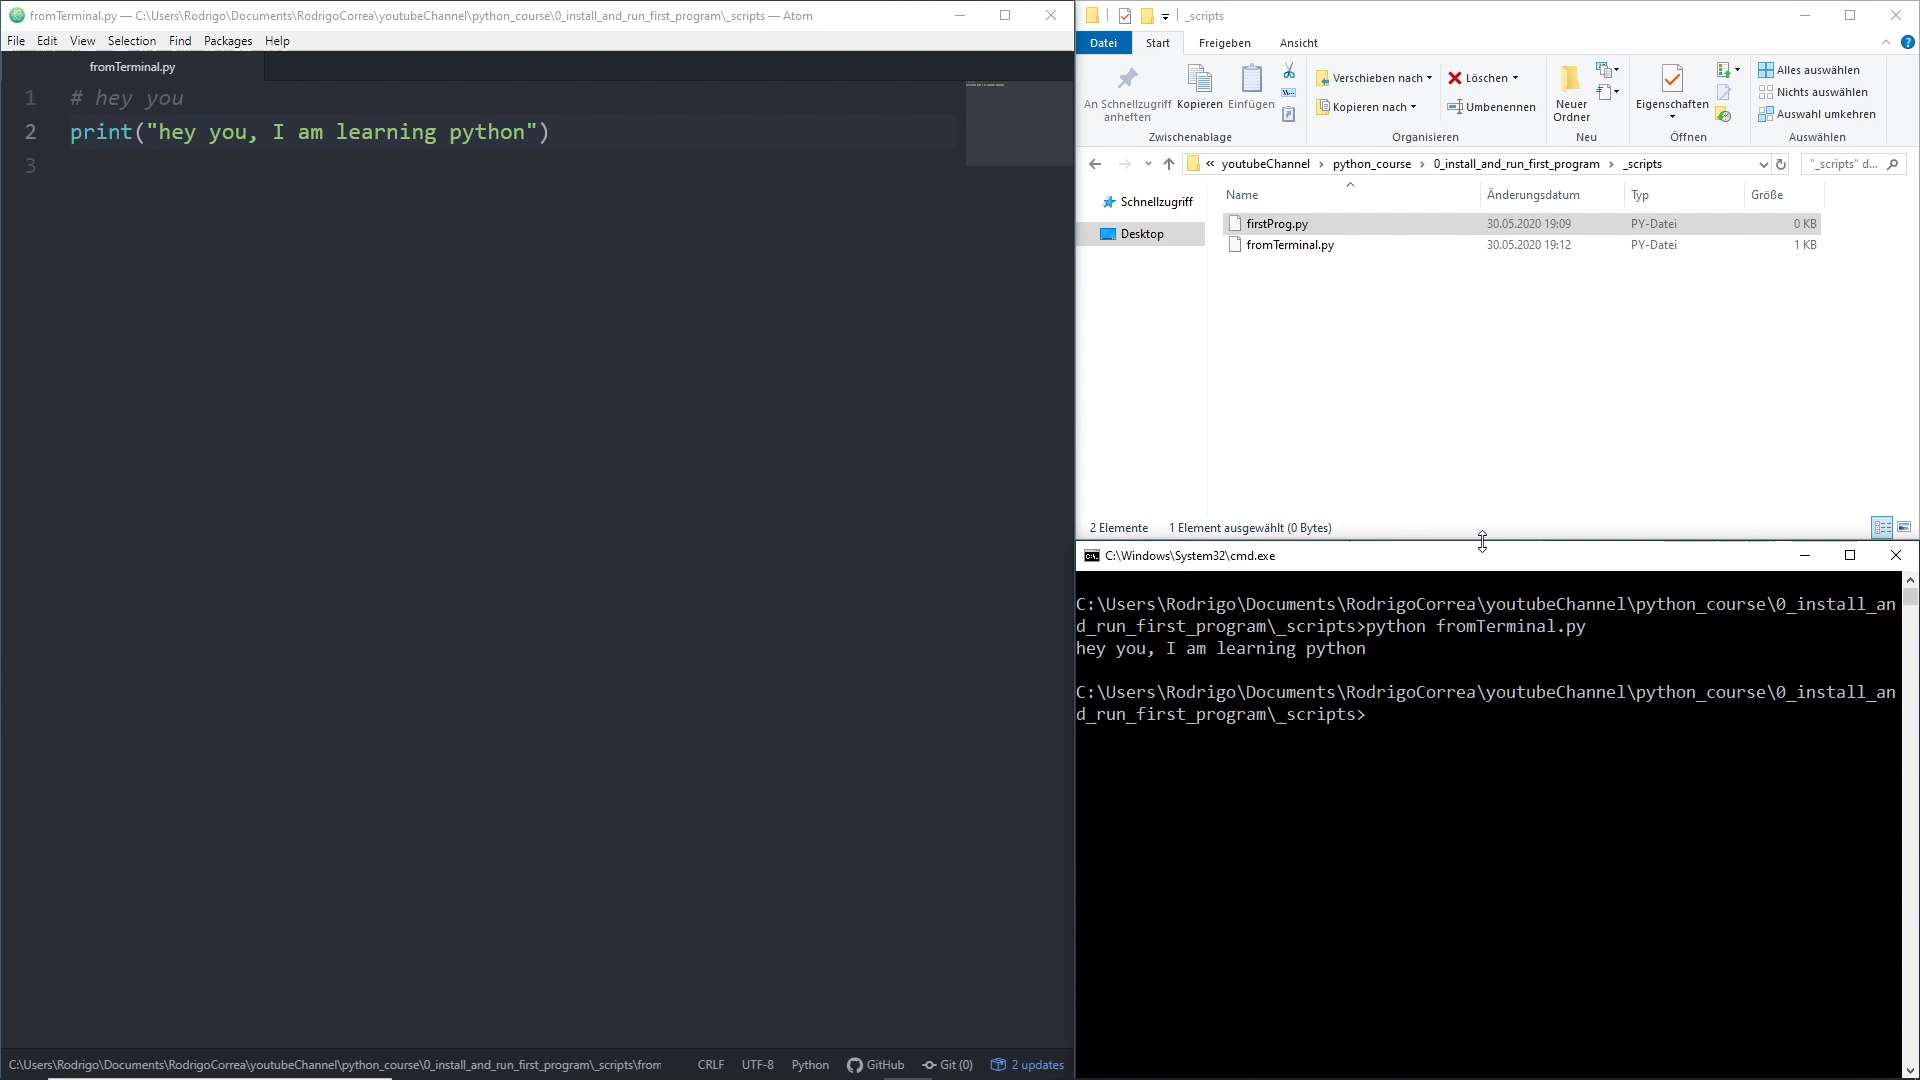 fromTerminal.py — C:\Users\Rodrigo\Documents\RodrigoCorrea\youtubeChannel\python_course\0_install_and_run_first_program\_scripts — Atom
File Edit View Selection Find Packages Help
fromTerminal.py
1 # hey you
2 print("hey you, I am learning python")
3
C:\Users\Rodrigo\Documents\RodrigoCorrea\youtubeChannel\python_course\0_install_and_run_first_program\_scripts\from CRLF UTF-8 Python GitHub Git (0) 2 updates
_scripts
Datei Start Freigeben Ansicht
An Schnellzugriff anheften
Kopieren
Einfügen
Zwischenablage
Verschieben nach
Kopieren nach
Löschen
Umbenennen
Organisieren
Neuer Ordner
Neu
Eigenschaften
Öffnen
Alles auswählen
Nichts auswählen
Auswahl umkehren
Auswählen
« youtubeChannel > python_course > 0_install_and_run_first_program > _scripts
"_scripts" d...
Schnellzugriff
Desktop
Name Änderungsdatum Typ Größe
firstProg.py 30.05.2020 19:09 PY-Datei 0 KB
fromTerminal.py 30.05.2020 19:12 PY-Datei 1 KB
2 Elemente 1 Element ausgewählt (0 Bytes)
C:\Windows\System32\cmd.exe
C:\Users\Rodrigo\Documents\RodrigoCorrea\youtubeChannel\python_course\0_install_an
d_run_first_program\_scripts>python fromTerminal.py
hey you, I am learning python
C:\Users\Rodrigo\Documents\RodrigoCorrea\youtubeChannel\python_course\0_install_an
d_run_first_program\_scripts>